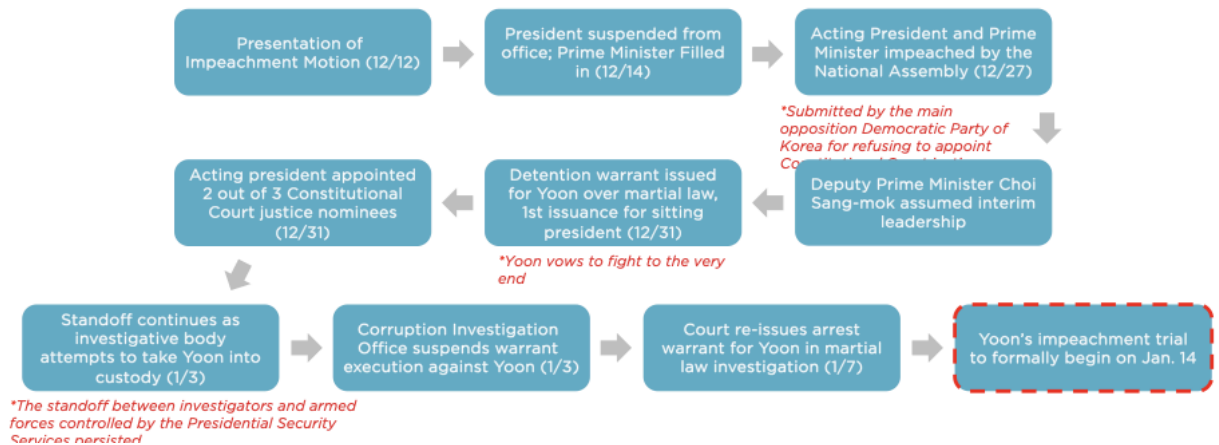 Presentation of
Impeachment Motion (12/12)
President suspended from
office; Prime Minister Filled
in (12/14)
Acting President and Prime
Minister impeached by the
National Assembly (12/27)
*Submitted by the main
opposition Democratic Party of
Korea for refusing to appoint
Deputy Prime Minister Choi
Sang-mok assumed interim
leadership
Detention warrant issued
for Yoon over martial law,
1st issuance for sitting
president (12/31)
*Yoon vows to fight to the very
end
Acting president appointed
2 out of 3 Constitutional
Court justice nominees
(12/31)
Standoff continues as
investigative body
attempts to take Yoon into
custody (1/3)
*The standoff between investigators and armed
forces controlled by the Presidential Security
Services persisted
Corruption Investigation
Office suspends warrant
execution against Yoon (1/3)
Court re-issues arrest
warrant for Yoon in martial
law investigation (1/7)
Yoon's impeachment trial
to formally begin on Jan. 14